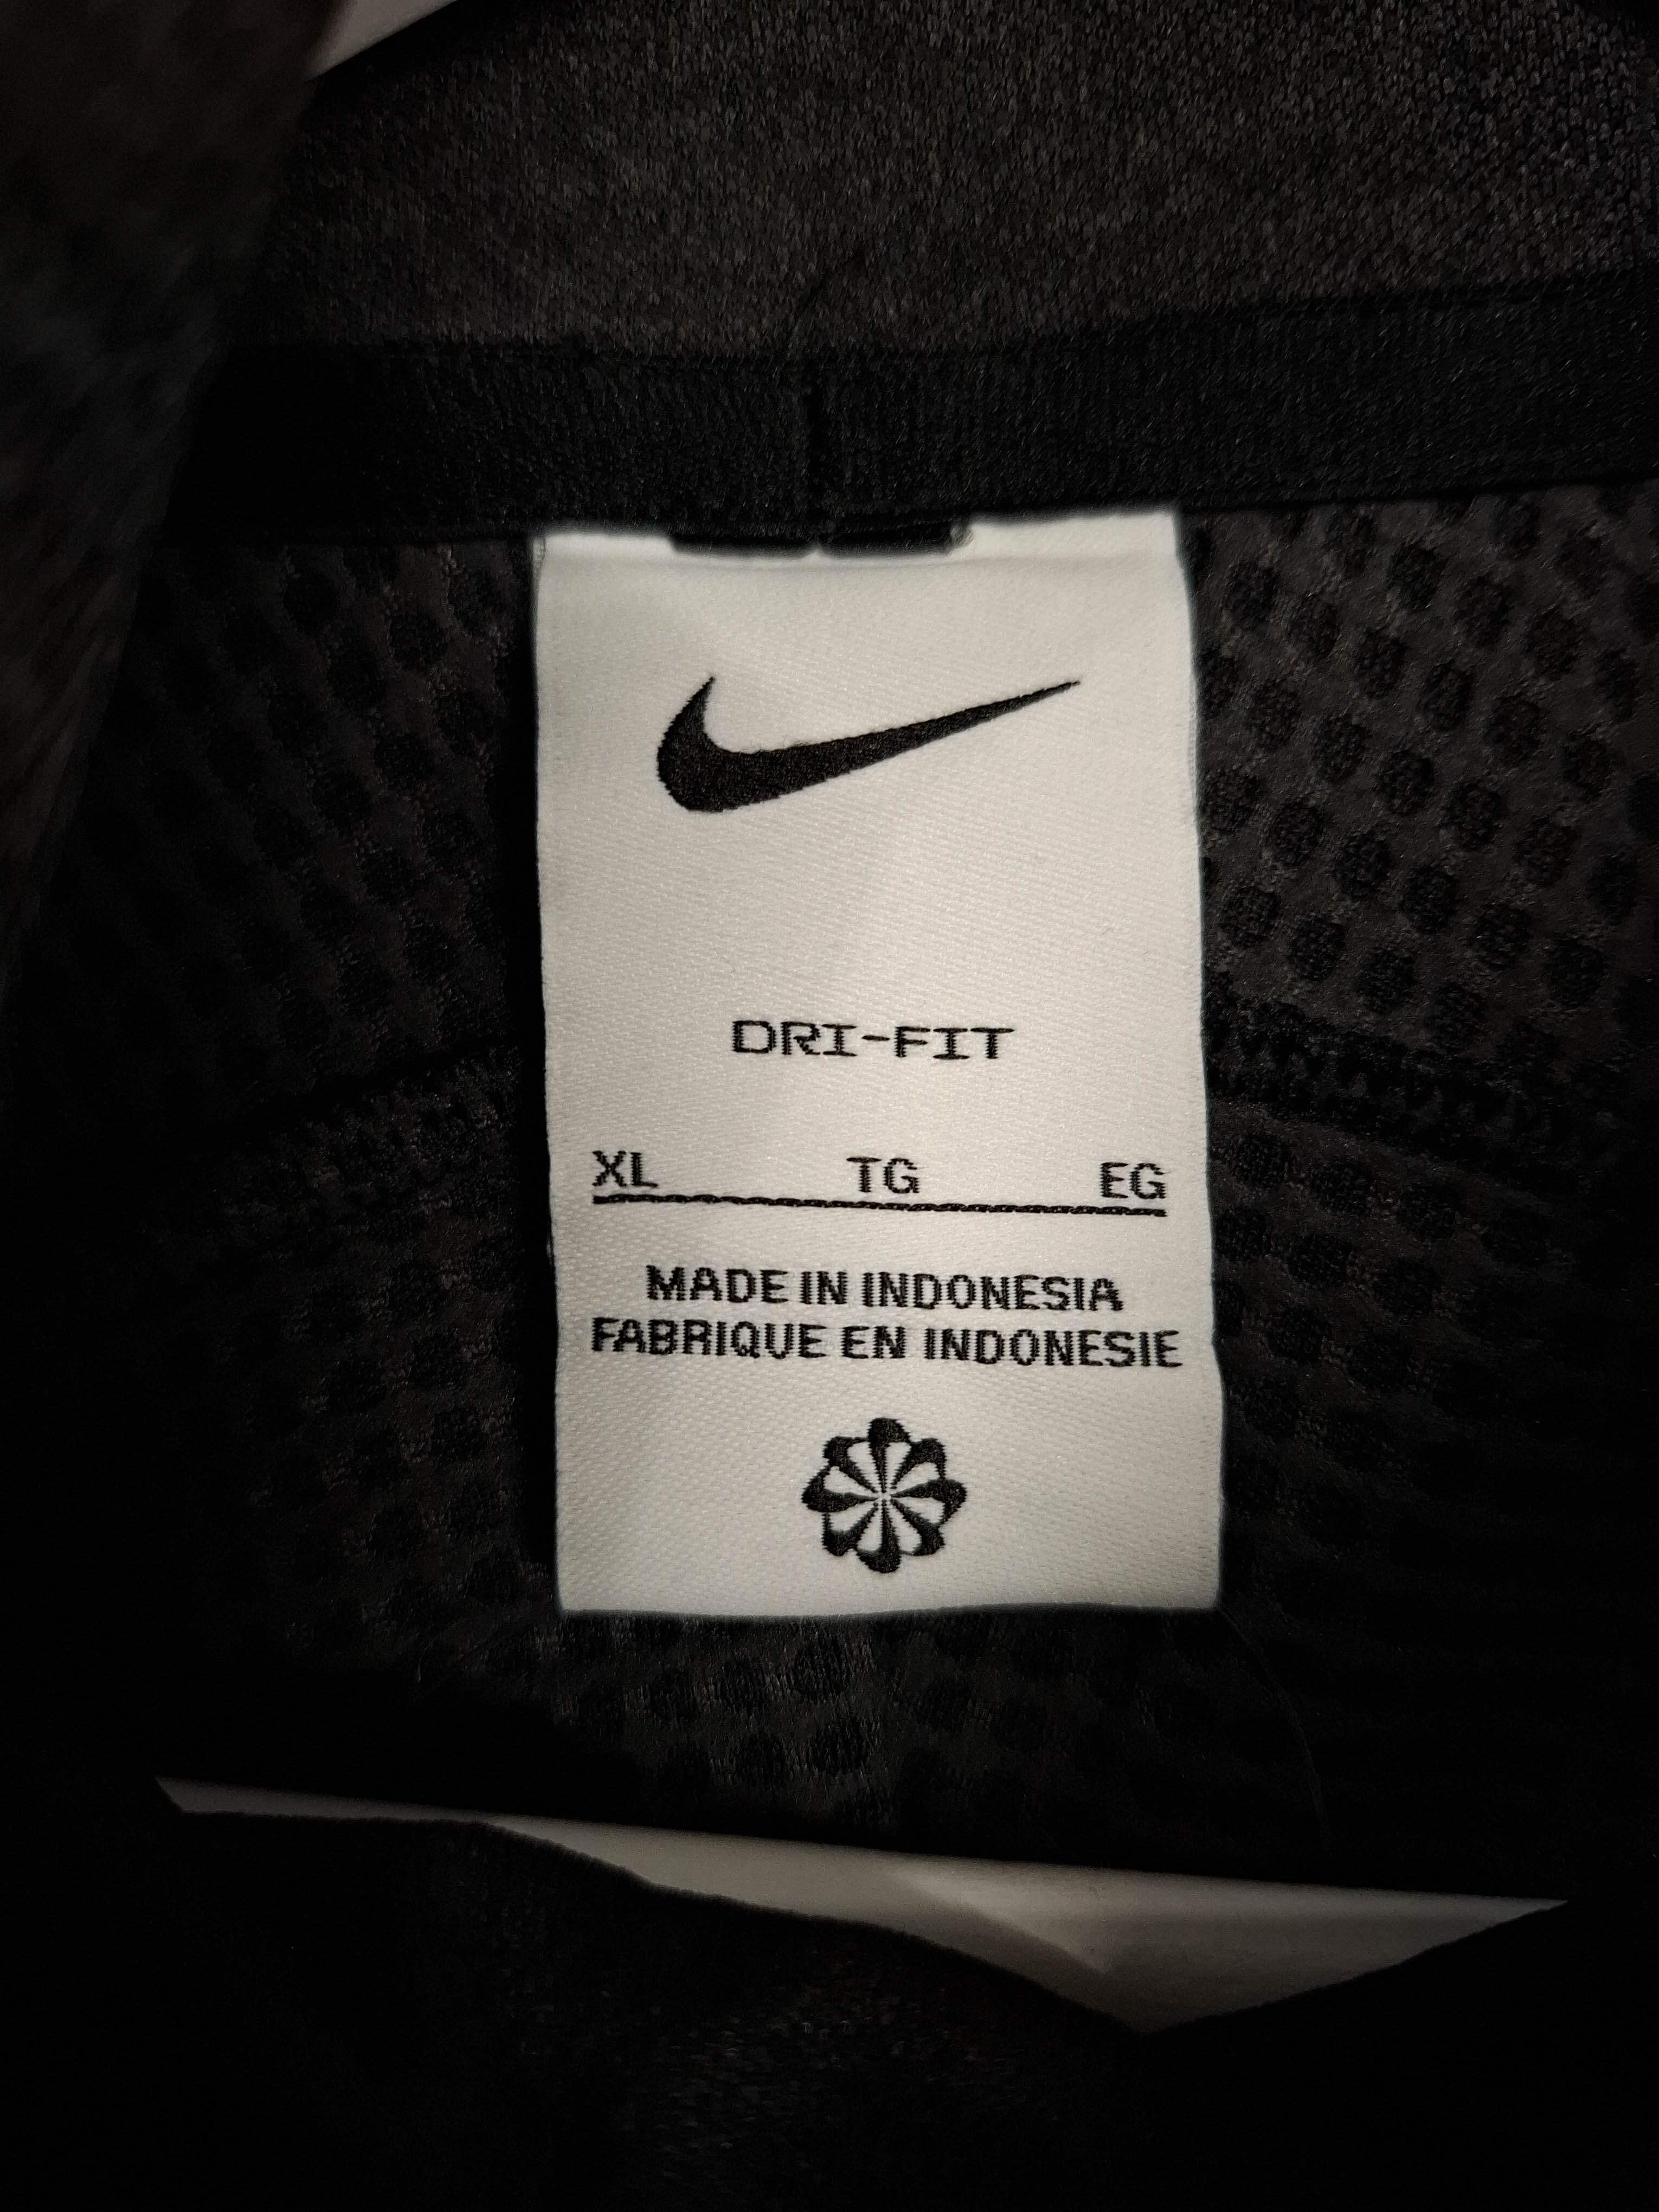 DRI-FIT
XL TG EG
MADE IN INDONESIA
FABRIQUE EN INDONESIE